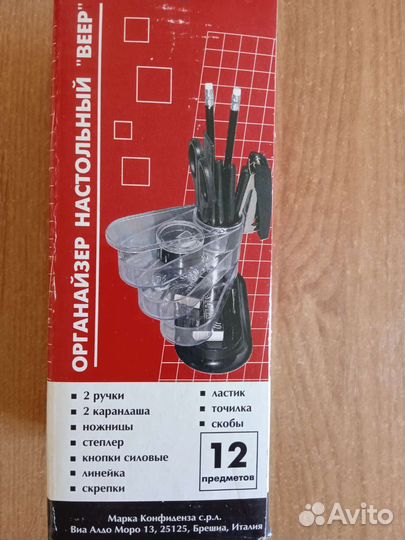 ОРГАНАЙЗЕР НАСТОЛЬНЫЙ "ВЕЕР"
▪ 2 ручки
▪ 2 карандаша
▪ ножницы
▪ степлер
▪ кнопки силовые
▪ линейка
▪ скрепки
▪ ластик
▪ точилка
▪ скобы
12
предметов
Марка Конфиденза с.р.л.
Виа Алдо Моро 13, 25125, Брешиа, Италия
Avito